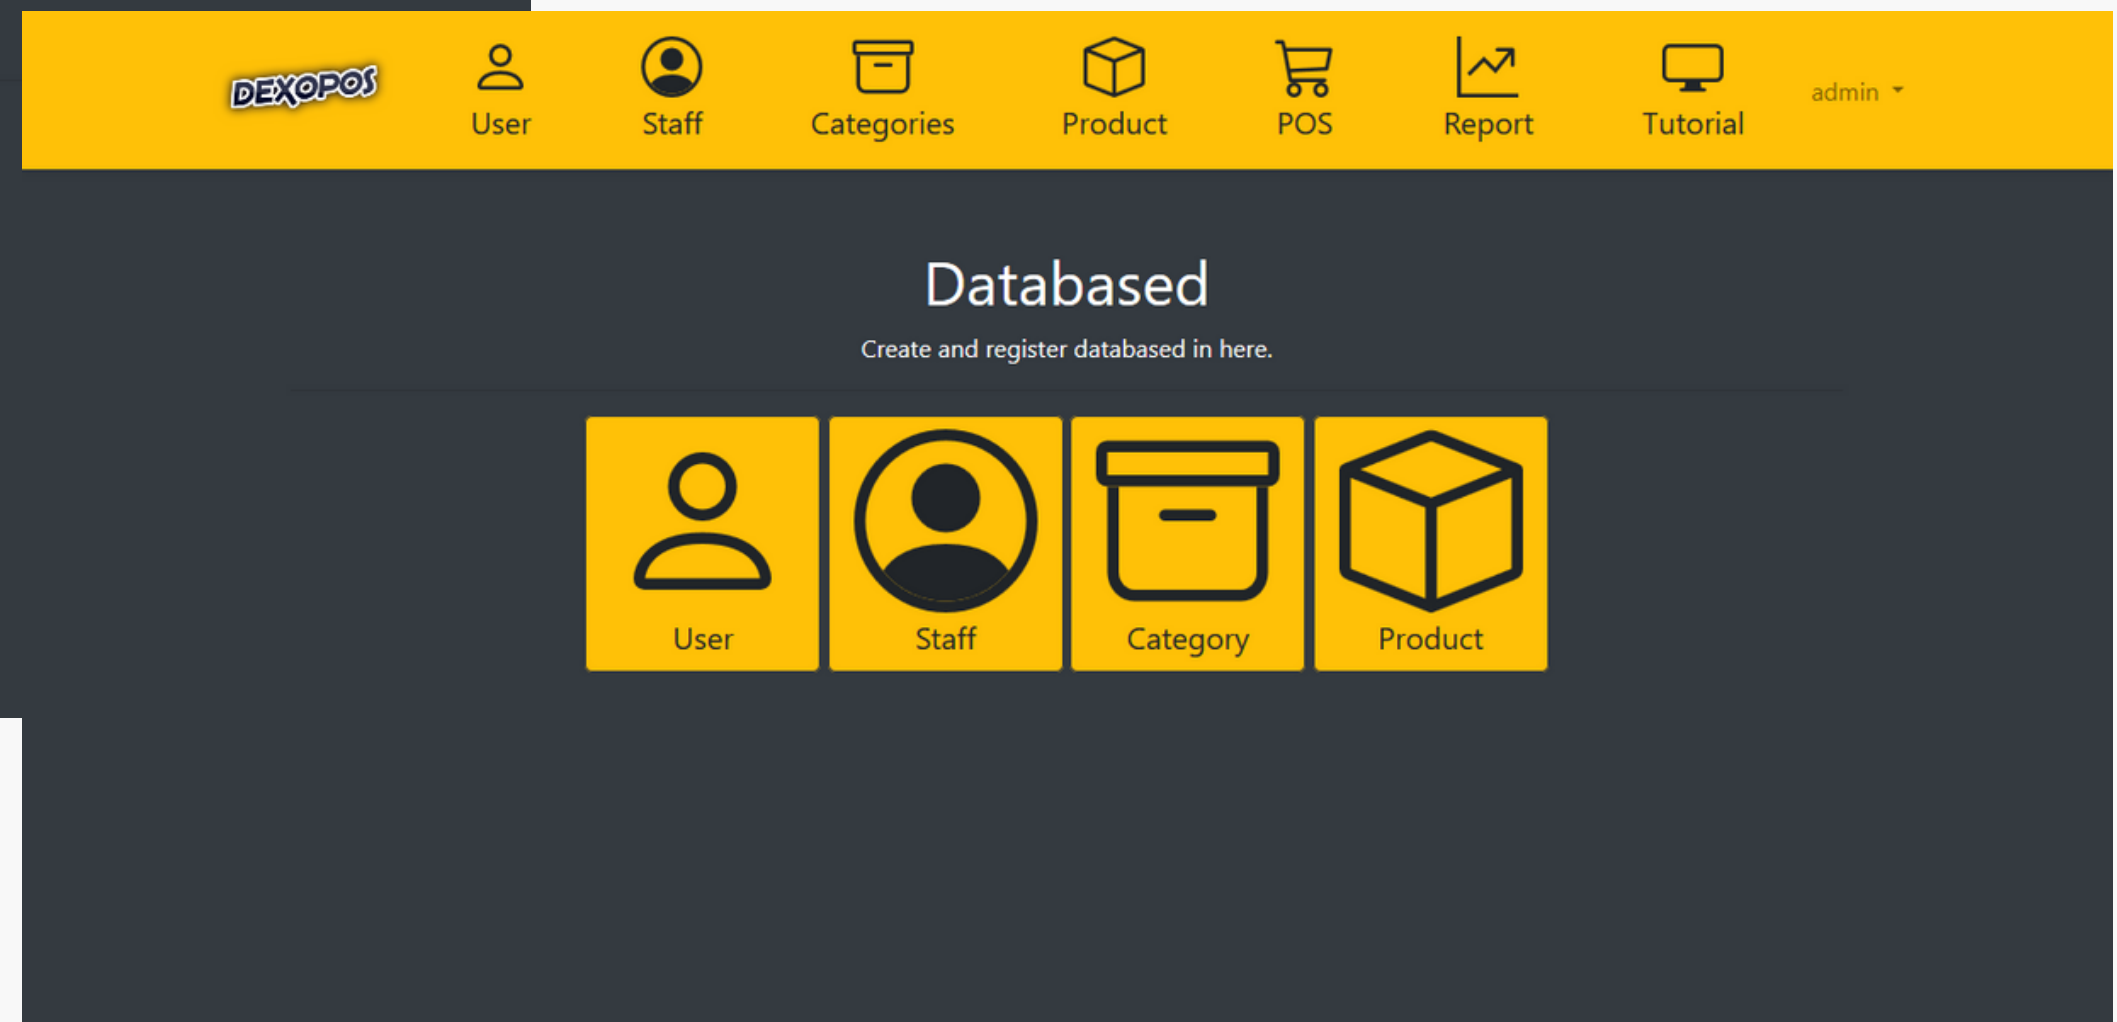 DEXOPOS
User
Staff
Categories
Product
POS
Report
Tutorial
admin
Databased
Create and register databased in here.
User
Staff
Category
Product